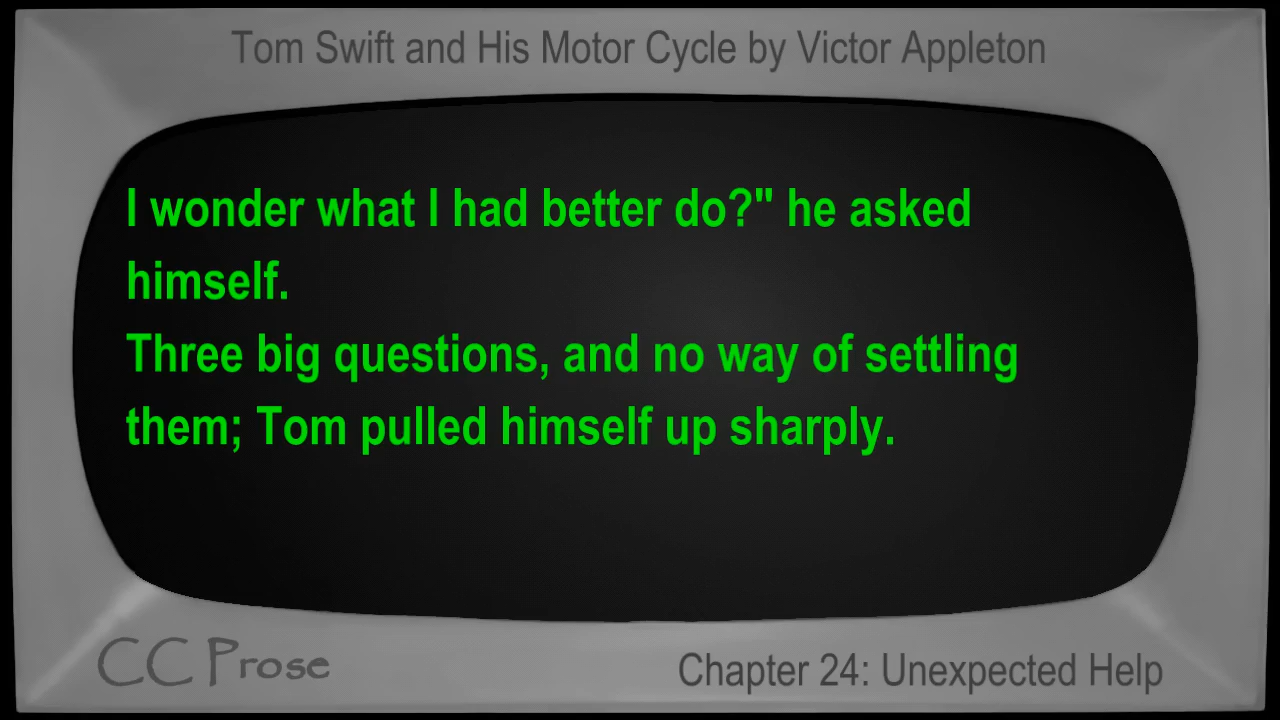 Tom Swift and His Motor Cycle by Victor Appleton
I wonder what I had better do?" he asked
himself.
Three big questions, and no way of settling
them; Tom pulled himself up sharply.
CC Prose
Chapter 24: Unexpected Help